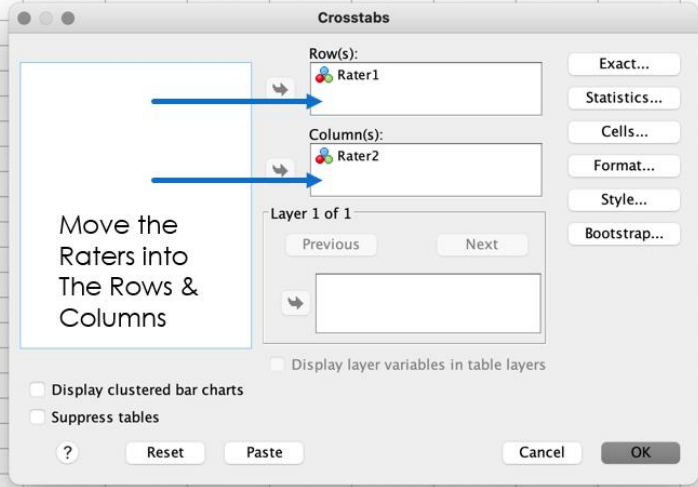 Crosstabs
Row(s):
Rater1
Column(s):
Rater2
Layer 1 of 1
Previous
Next
Display layer variables in table layers
Exact...
Statistics...
Cells...
Format...
Style...
Bootstrap...
Move the
Raters into
The Rows &
Columns
Display clustered bar charts
Suppress tables
?
Reset
Paste
Cancel
OK